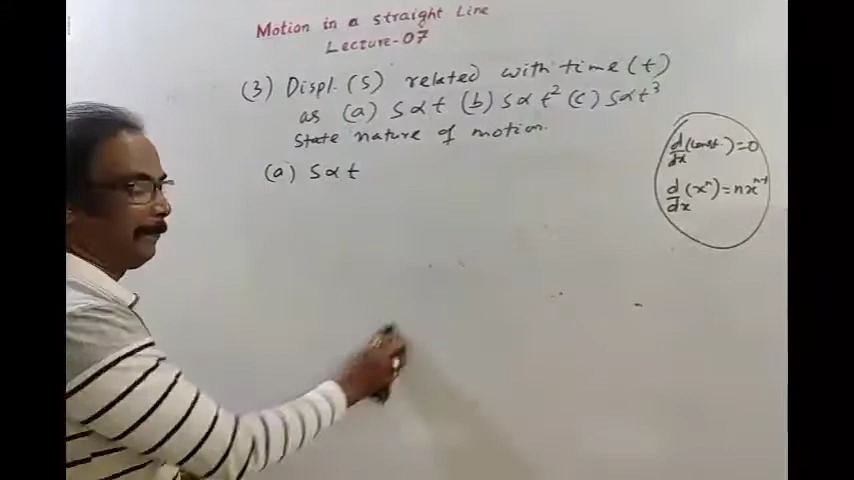 Motion in a straight Line
Lecture-07
(3) Displ. (S) related with time (t)
as (a) S α t (b) S α t² (c) S α t³
State nature of motion.
(a) S α t
d/dx (const.) = 0
d/dx (xⁿ) = nxⁿ⁻¹